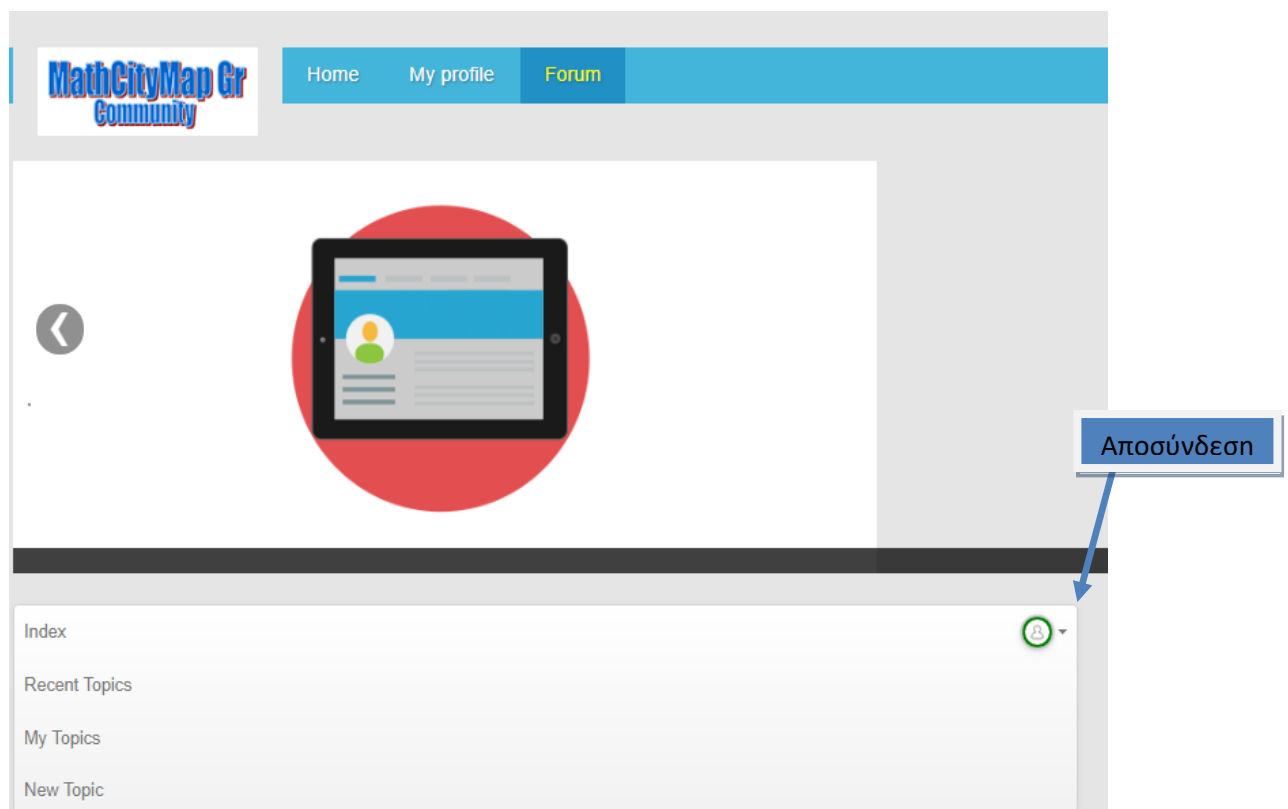 MathCityMap Gr
Community
Home My profile Forum
Αποσύνδεση
Index
Recent Topics
My Topics
New Topic